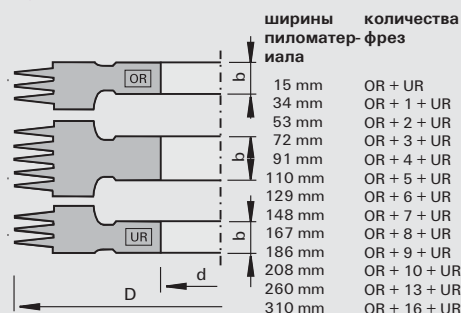 ширины количества
пиломатер- фрез
иала
15 mm OR + UR
34 mm OR + 1 + UR
53 mm OR + 2 + UR
72 mm OR + 3 + UR
91 mm OR + 4 + UR
110 mm OR + 5 + UR
129 mm OR + 6 + UR
148 mm OR + 7 + UR
167 mm OR + 8 + UR
186 mm OR + 9 + UR
208 mm OR + 10 + UR
260 mm OR + 13 + UR
310 mm OR + 16 + UR
OR
b
b
UR
b
d
D